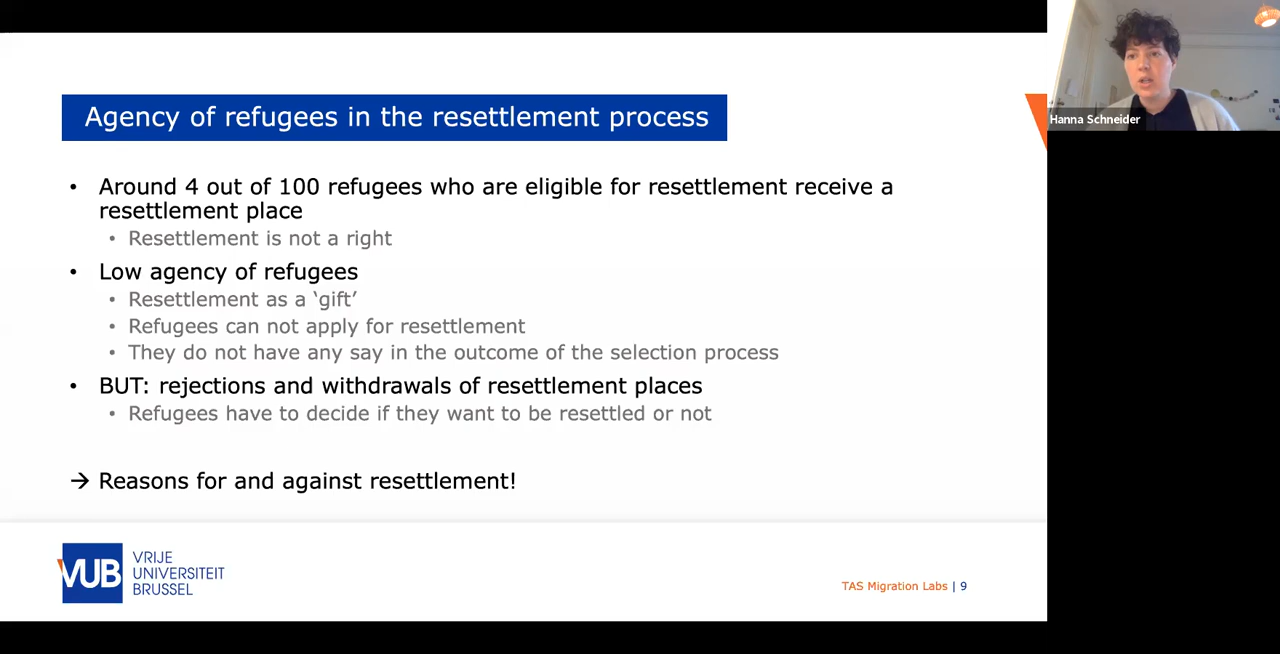 Agency of refugees in the resettlement process
Hanna Schneider
• Around 4 out of 100 refugees who are eligible for resettlement receive a
resettlement place
• Resettlement is not a right
• Low agency of refugees
• Resettlement as a ‘gift’
• Refugees can not apply for resettlement
• They do not have any say in the outcome of the selection process
• BUT: rejections and withdrawals of resettlement places
• Refugees have to decide if they want to be resettled or not
→ Reasons for and against resettlement!
VUB
VRIJE
UNIVERSITEIT
BRUSSEL
TAS Migration Labs | 9